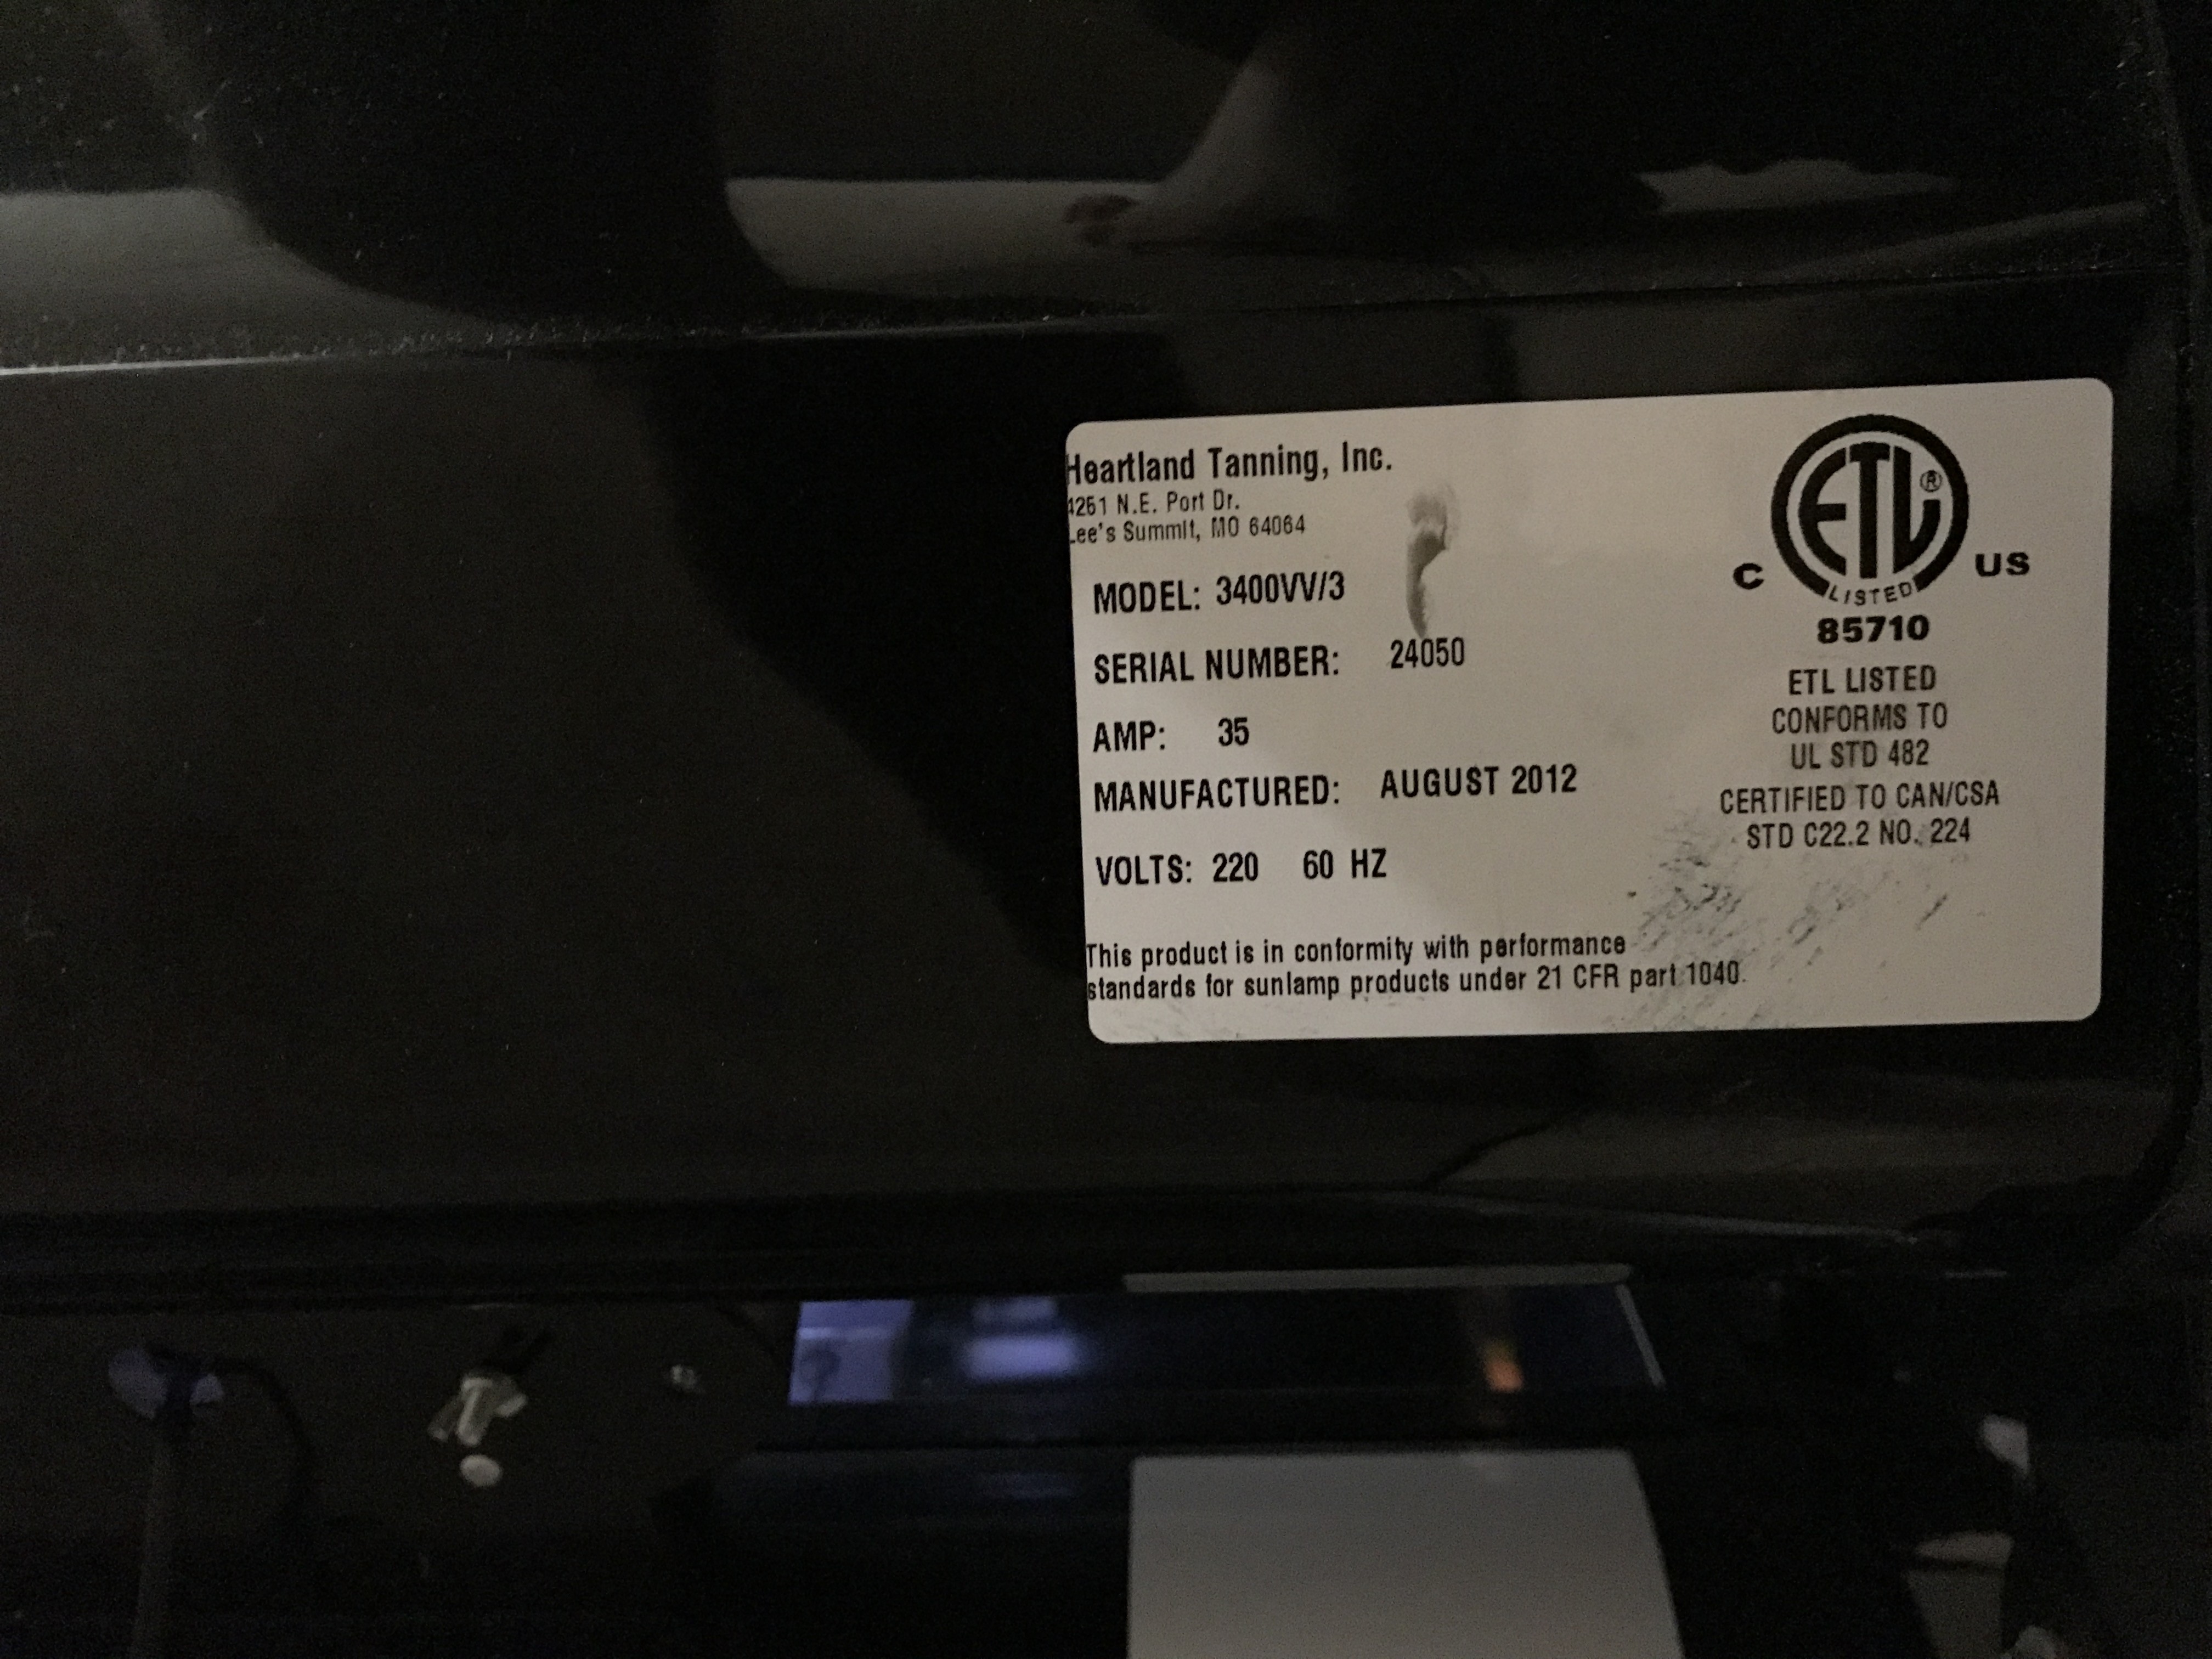 Heartland Tanning, Inc.
4251 N.E. Port Dr.
Lee's Summit, MO 64064
MODEL: 3400VV/3
SERIAL NUMBER: 24050
AMP: 35
MANUFACTURED: AUGUST 2012
VOLTS: 220 60 HZ
This product is in conformity with performance
standards for sunlamp products under 21 CFR part 1040.
ETL®
LISTED
C US
85710
ETL LISTED
CONFORMS TO
UL STD 482
CERTIFIED TO CAN/CSA
STD C22.2 NO. 224